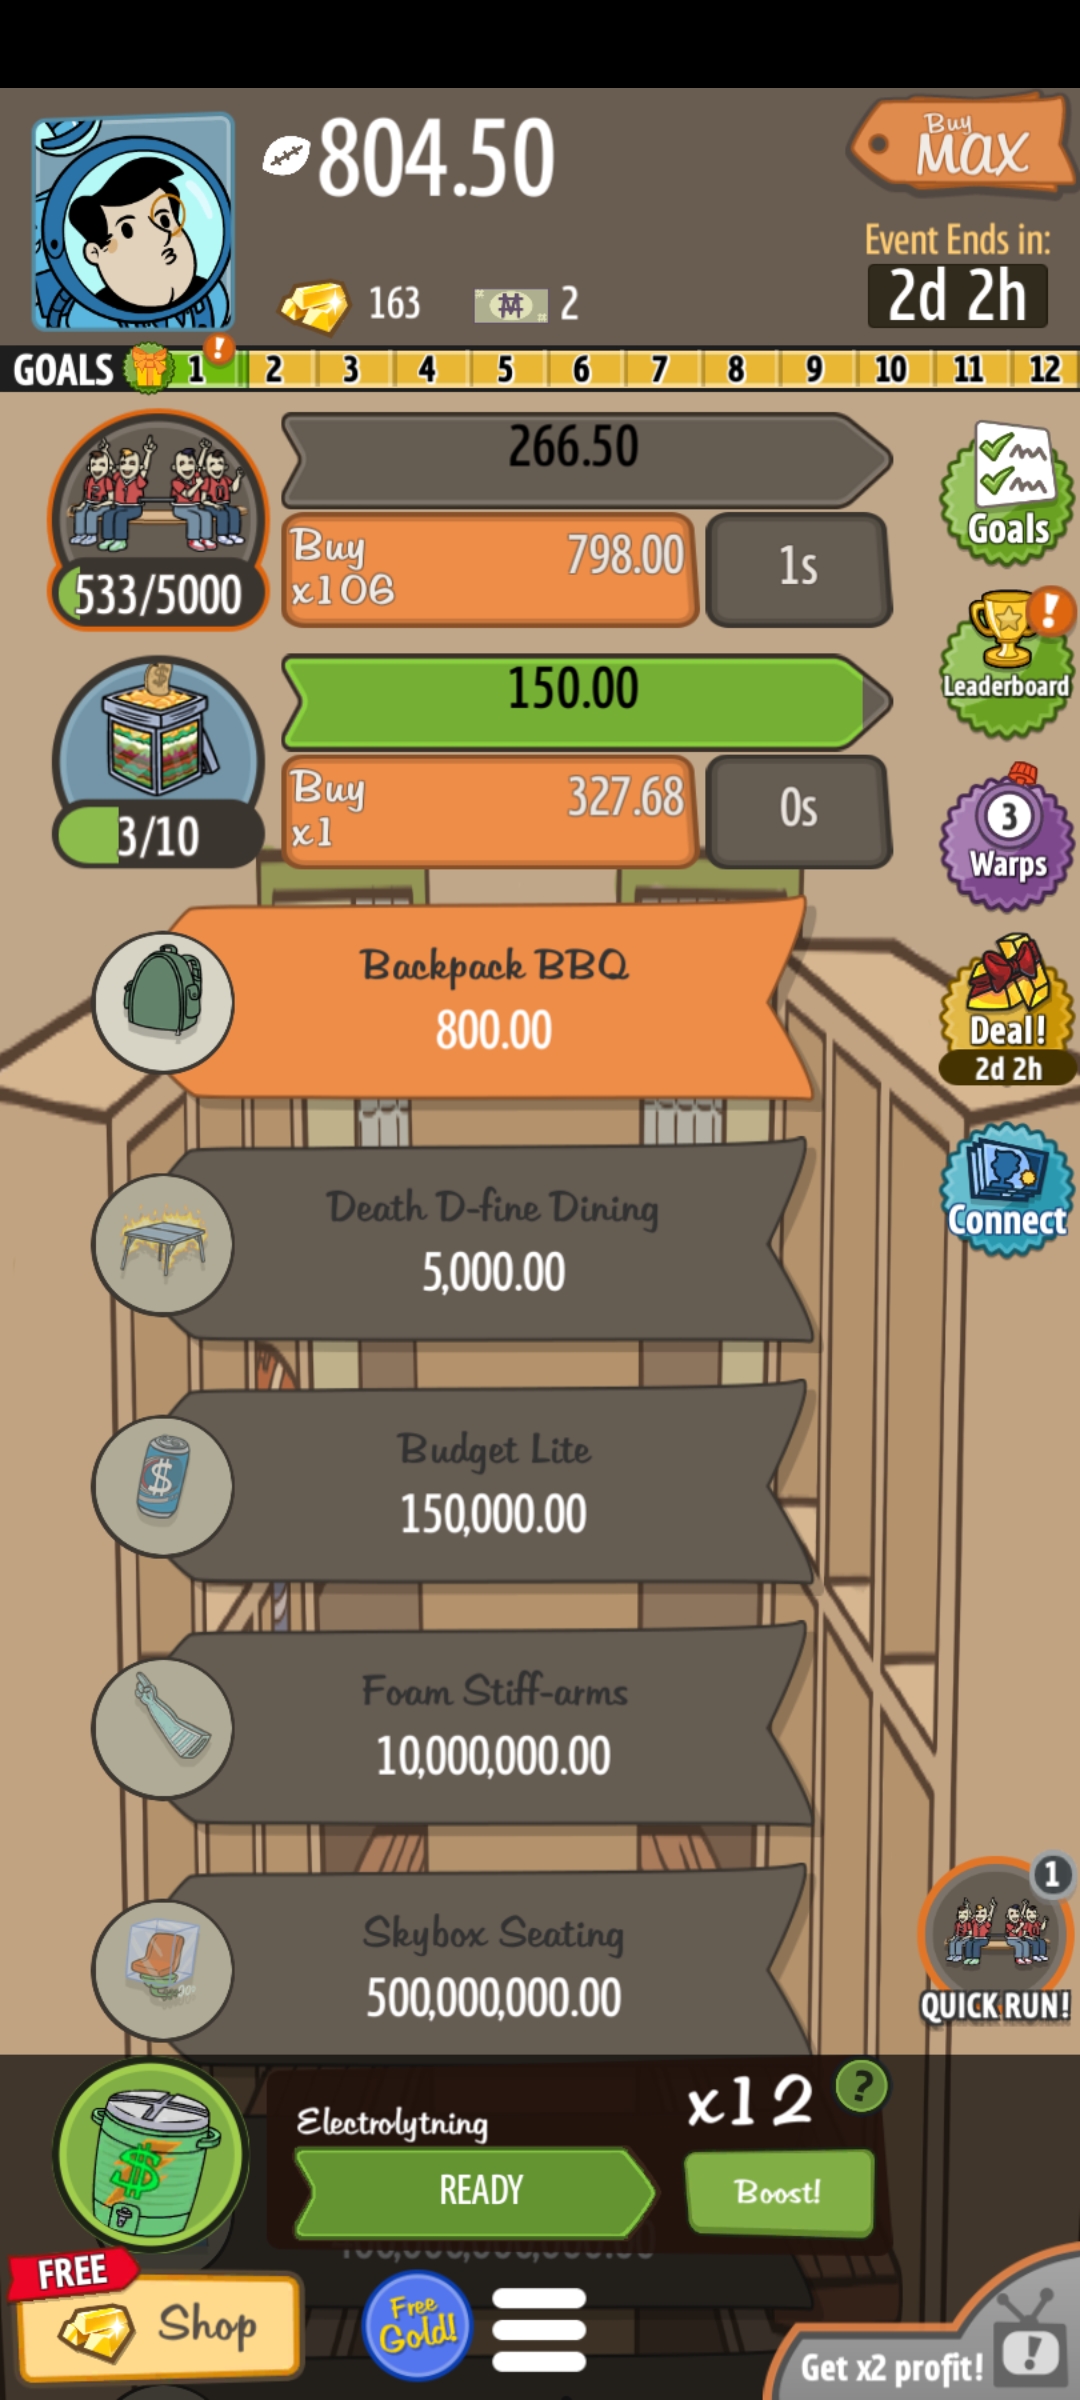 804.50
Buy
MAX
163
2
Event Ends in:
2d 2h
GOALS 1 ! 2 3 4 5 6 7 8 9 10 11 12
266.50
Buy
x106
798.00
1s
533/5000
Goals
150.00
Buy
x1
327.68
0s
3/10
!
Leaderboard
3
Warps
Backpack BBQ
800.00
Deal!
2d 2h
Death D-fine Dining
5,000.00
Connect
Budget Lite
150,000.00
Foam Stiff-arms
10,000,000.00
Skybox Seating
500,000,000.00
1
QUICK RUN!
Electrolytning
x12
?
READY
Boost!
FREE
Shop
Free
Gold!
Get x2 profit!
!